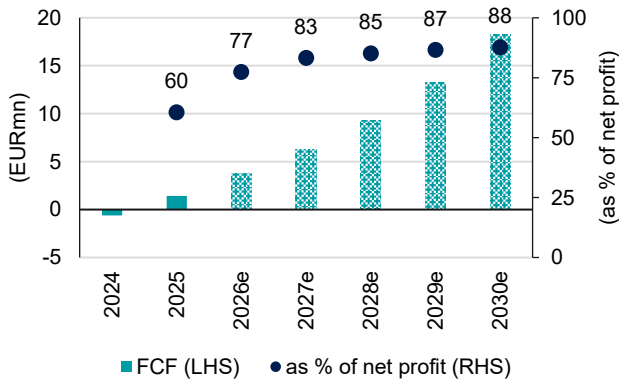 20
15
10
5
0
-5
(EURmn)
60
77
83
85
87
88
100
75
50
25
0
(as % of net profit)
2024
2025
2026e
2027e
2028e
2029e
2030e
FCF (LHS)
as % of net profit (RHS)